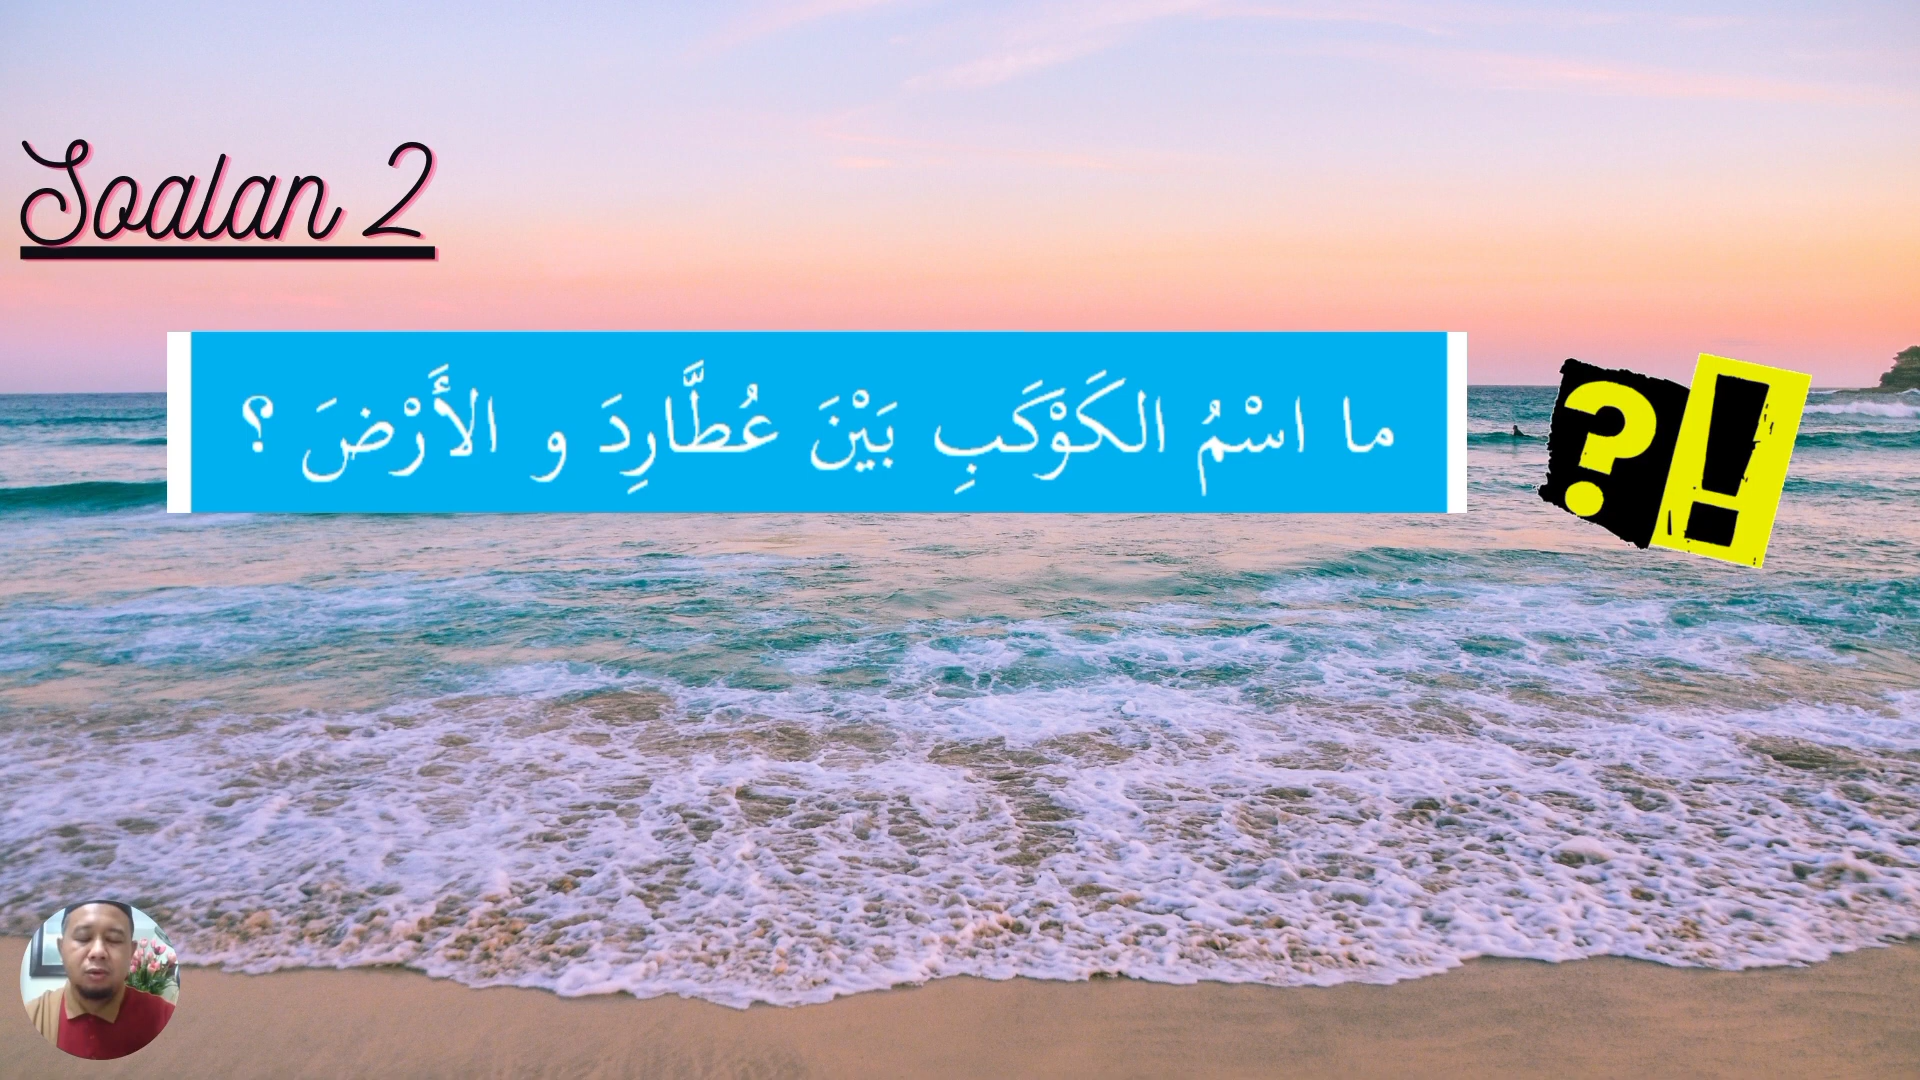 Soalan 2
ما اسْمُ الكَوَّكَبِ بَيْنَ عُطَّارِدَ و الأَرْضَ ؟
?!